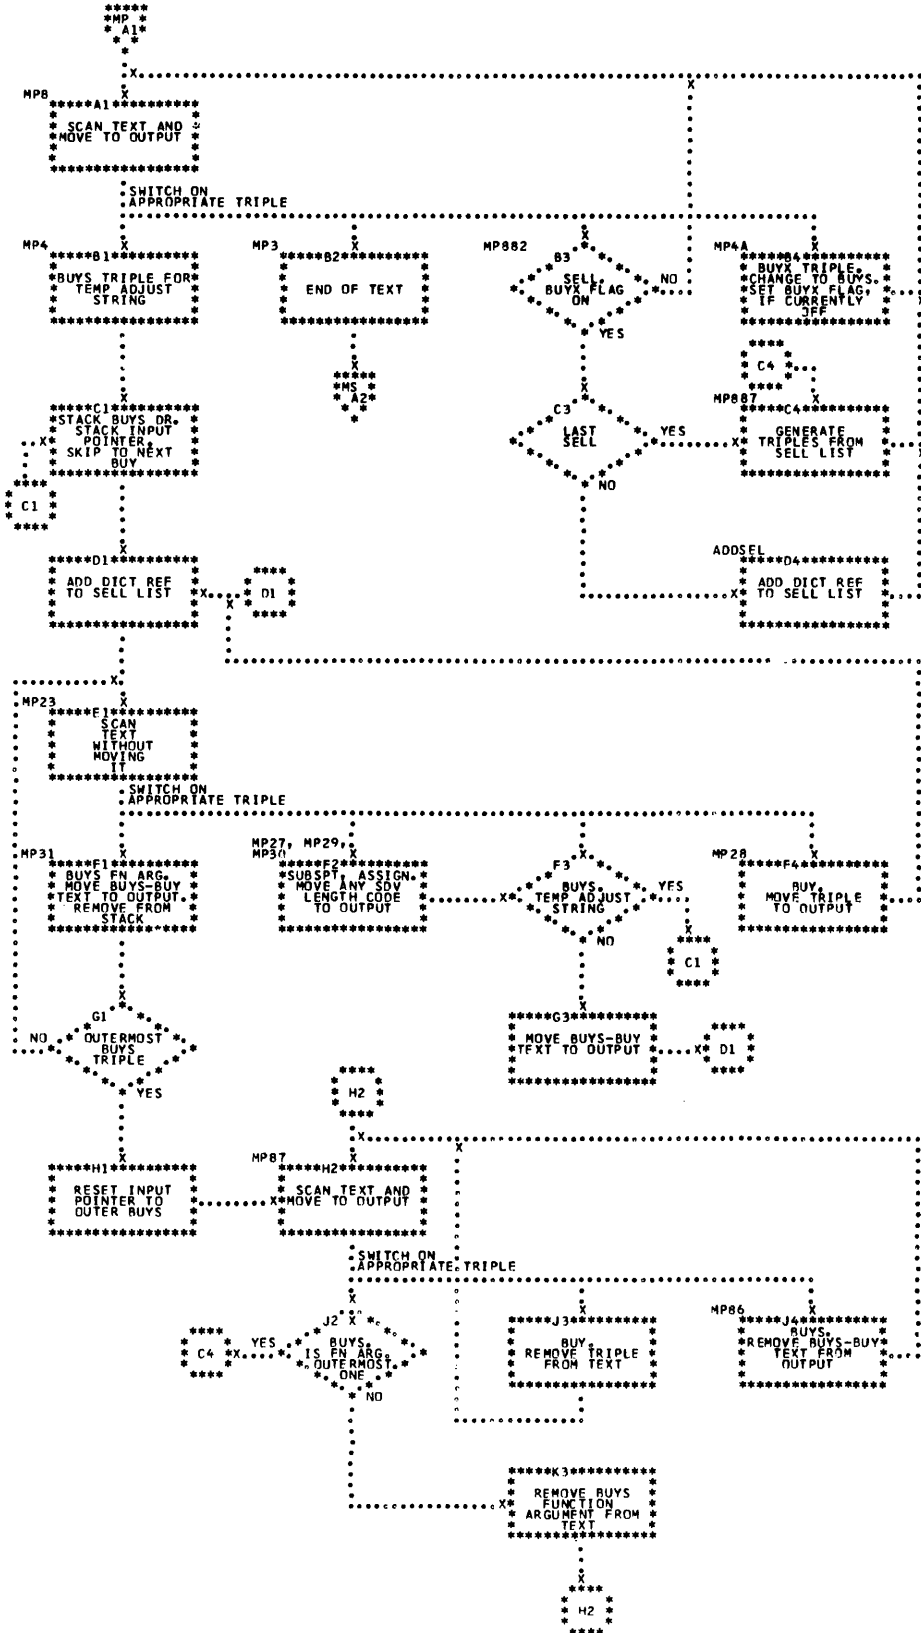 MP
A1
MP8
A1
SCAN TEXT AND
MOVE TO OUTPUT
SWITCH ON
APPROPRIATE TRIPLE
MP4
B1
BUYS TRIPLE FOR
TEMP ADJUST
STRING
MP3
B2
END OF TEXT
MP882
B3
SELL.
BUYX FLAG
ON
NO
YES
MP4A
B4
BUYX TRIPLE.
CHANGE TO BUYS.
SET BUYX FLAG,
IF CURRENTLY
OFF
MS
A2
C4
C1
STACK BUYS OR.
STACK INPUT
POINTER.
SKIP TO NEXT
BUY
C1
C3
LAST
SELL
YES
NO
MP887
C4
GENERATE
TRIPLES FROM
SELL LIST
D1
ADD DICT REF
TO SELL LIST
D1
ADDSEL
D4
ADD DICT REF
TO SELL LIST
MP23
E1
SCAN
TEXT
WITHOUT
MOVING
IT
SWITCH ON
APPROPRIATE TRIPLE
MP31
F1
BUYS FN ARG.
MOVE BUYS-BUY
TEXT TO OUTPUT.
REMOVE FROM
STACK
MP27, MP29,
MP30
F2
SUBSPT, ASSIGN.
MOVE ANY SDV
LENGTH CODE
TO OUTPUT
F3
BUYS.
TEMP ADJUST
STRING
YES
NO
C1
MP28
F4
BUY.
MOVE TRIPLE
TO OUTPUT
G1
OUTERMOST
BUYS
TRIPLE
NO
YES
G3
MOVE BUYS-BUY
TEXT TO OUTPUT
D1
H2
H1
RESET INPUT
POINTER TO
OUTER BUYS
MP87
H2
SCAN TEXT AND
MOVE TO OUTPUT
SWITCH ON
APPROPRIATE TRIPLE
C4
YES
J2
BUYS.
IS FN ARG.
OUTERMOST
ONE
NO
J3
BUY.
REMOVE TRIPLE
FROM TEXT
MP86
J4
BUYS.
REMOVE BUYS-BUY
TEXT FROM
OUTPUT
K3
REMOVE BUYS
FUNCTION
ARGUMENT FROM
TEXT
H2